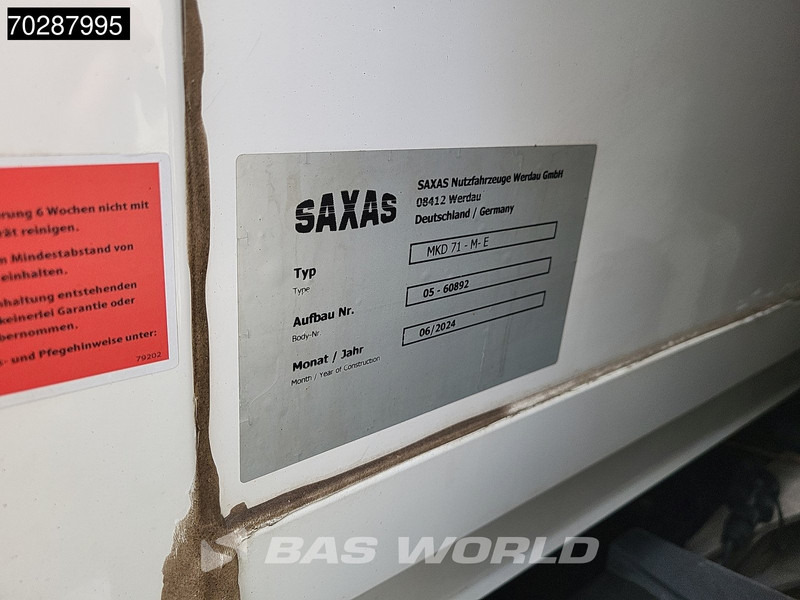 70287995
rung 6 Wochen nicht mit
rät reinigen.
n Mindestabstand von
einhalten.
haltung entstehenden
keinerlei Garantie oder
bernommen.
- und Pfegehinweise unter:
79202
SAXAS
SAXAS Nutzfahrzeuge Werdau GmbH
08412 Werdau
Deutschland / Germany
Typ
Type
MKD 71 - M- E
Aufbau Nr.
Body-Nr
05 - 60892
Monat / Jahr
Month / Year of Construction
06/2024
BAS WORLD